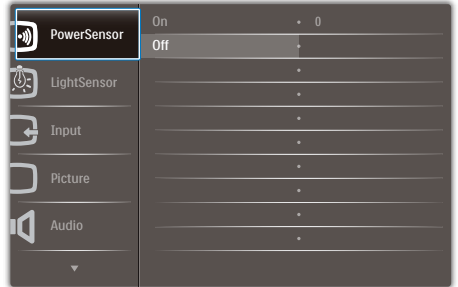 PowerSensor
LightSensor
Input
Picture
Audio
On 0
Off